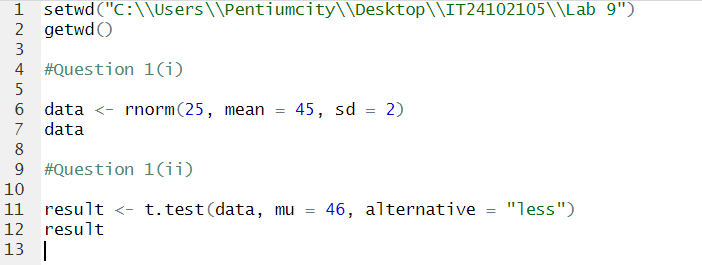 1 setwd("C:\\Users\\Pentiumcity\\Desktop\\IT24102105\\Lab 9")
2 getwd()
3
4 #Question 1(i)
5
6 data <- rnorm(25, mean = 45, sd = 2)
7 data
8
9 #Question 1(ii)
10
11 result <- t.test(data, mu = 46, alternative = "less")
12 result
13